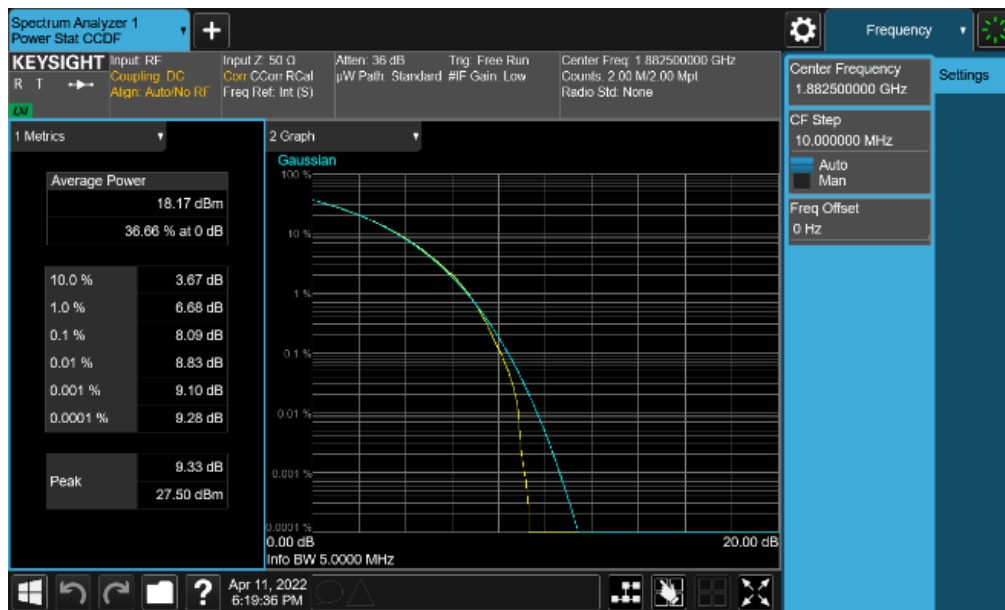 Spectrum Analyzer 1
Power Stat CCDF
+
Frequency
KEYSIGHT
R T
LXI
Input: RF
Coupling: DC
Align: Auto/No RF
Input Z: 50 Ω
Corr CCorr RCal
Freq Ref: Int (S)
Atten: 36 dB
µW Path: Standard
Trig: Free Run
#IF Gain: Low
Center Freq: 1.882500000 GHz
Counts: 2.00 M/2.00 Mpt
Radio Std: None
Center Frequency
1.882500000 GHz
Settings
CF Step
10.000000 MHz
Auto
Man
Freq Offset
0 Hz
1 Metrics
Average Power
18.17 dBm
36.66 % at 0 dB
10.0 % 3.67 dB
1.0 % 6.68 dB
0.1 % 8.09 dB
0.01 % 8.83 dB
0.001 % 9.10 dB
0.0001 % 9.28 dB
Peak
9.33 dB
27.50 dBm
2 Graph
Gaussian
100 %
10 %
1 %
0.1 %
0.01 %
0.001 %
0.0001 %
0.00 dB 20.00 dB
Info BW 5.0000 MHz
?
Apr 11, 2022
6:19:36 PM